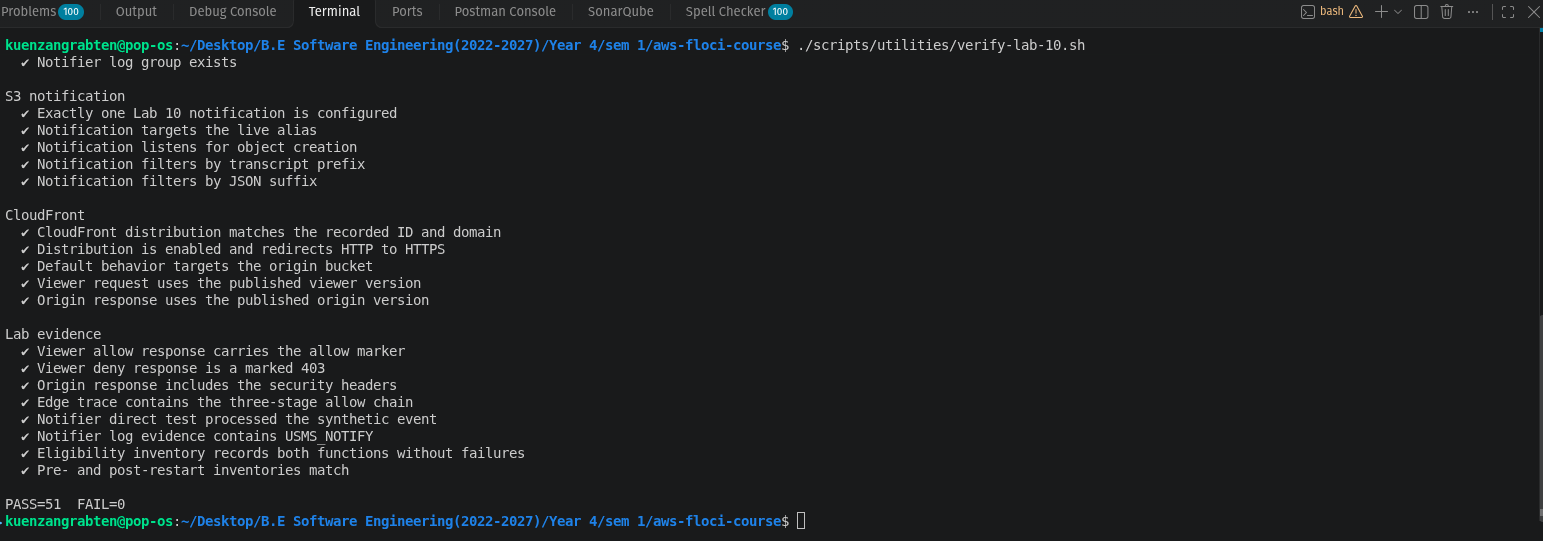 Problems 100 Output Debug Console Terminal Ports Postman Console SonarQube Spell Checker 100 bash
kuenzangrabten@pop-os:~/Desktop/B.E Software Engineering(2022-2027)/Year 4/sem 1/aws-floci-course$ ./scripts/utilities/verify-lab-10.sh
✔ Notifier log group exists
S3 notification
✔ Exactly one Lab 10 notification is configured
✔ Notification targets the live alias
✔ Notification listens for object creation
✔ Notification filters by transcript prefix
✔ Notification filters by JSON suffix
CloudFront
✔ CloudFront distribution matches the recorded ID and domain
✔ Distribution is enabled and redirects HTTP to HTTPS
✔ Default behavior targets the origin bucket
✔ Viewer request uses the published viewer version
✔ Origin response uses the published origin version
Lab evidence
✔ Viewer allow response carries the allow marker
✔ Viewer deny response is a marked 403
✔ Origin response includes the security headers
✔ Edge trace contains the three-stage allow chain
✔ Notifier direct test processed the synthetic event
✔ Notifier log evidence contains USMS_NOTIFY
✔ Eligibility inventory records both functions without failures
✔ Pre- and post-restart inventories match
PASS=51 FAIL=0
kuenzangrabten@pop-os:~/Desktop/B.E Software Engineering(2022-2027)/Year 4/sem 1/aws-floci-course$